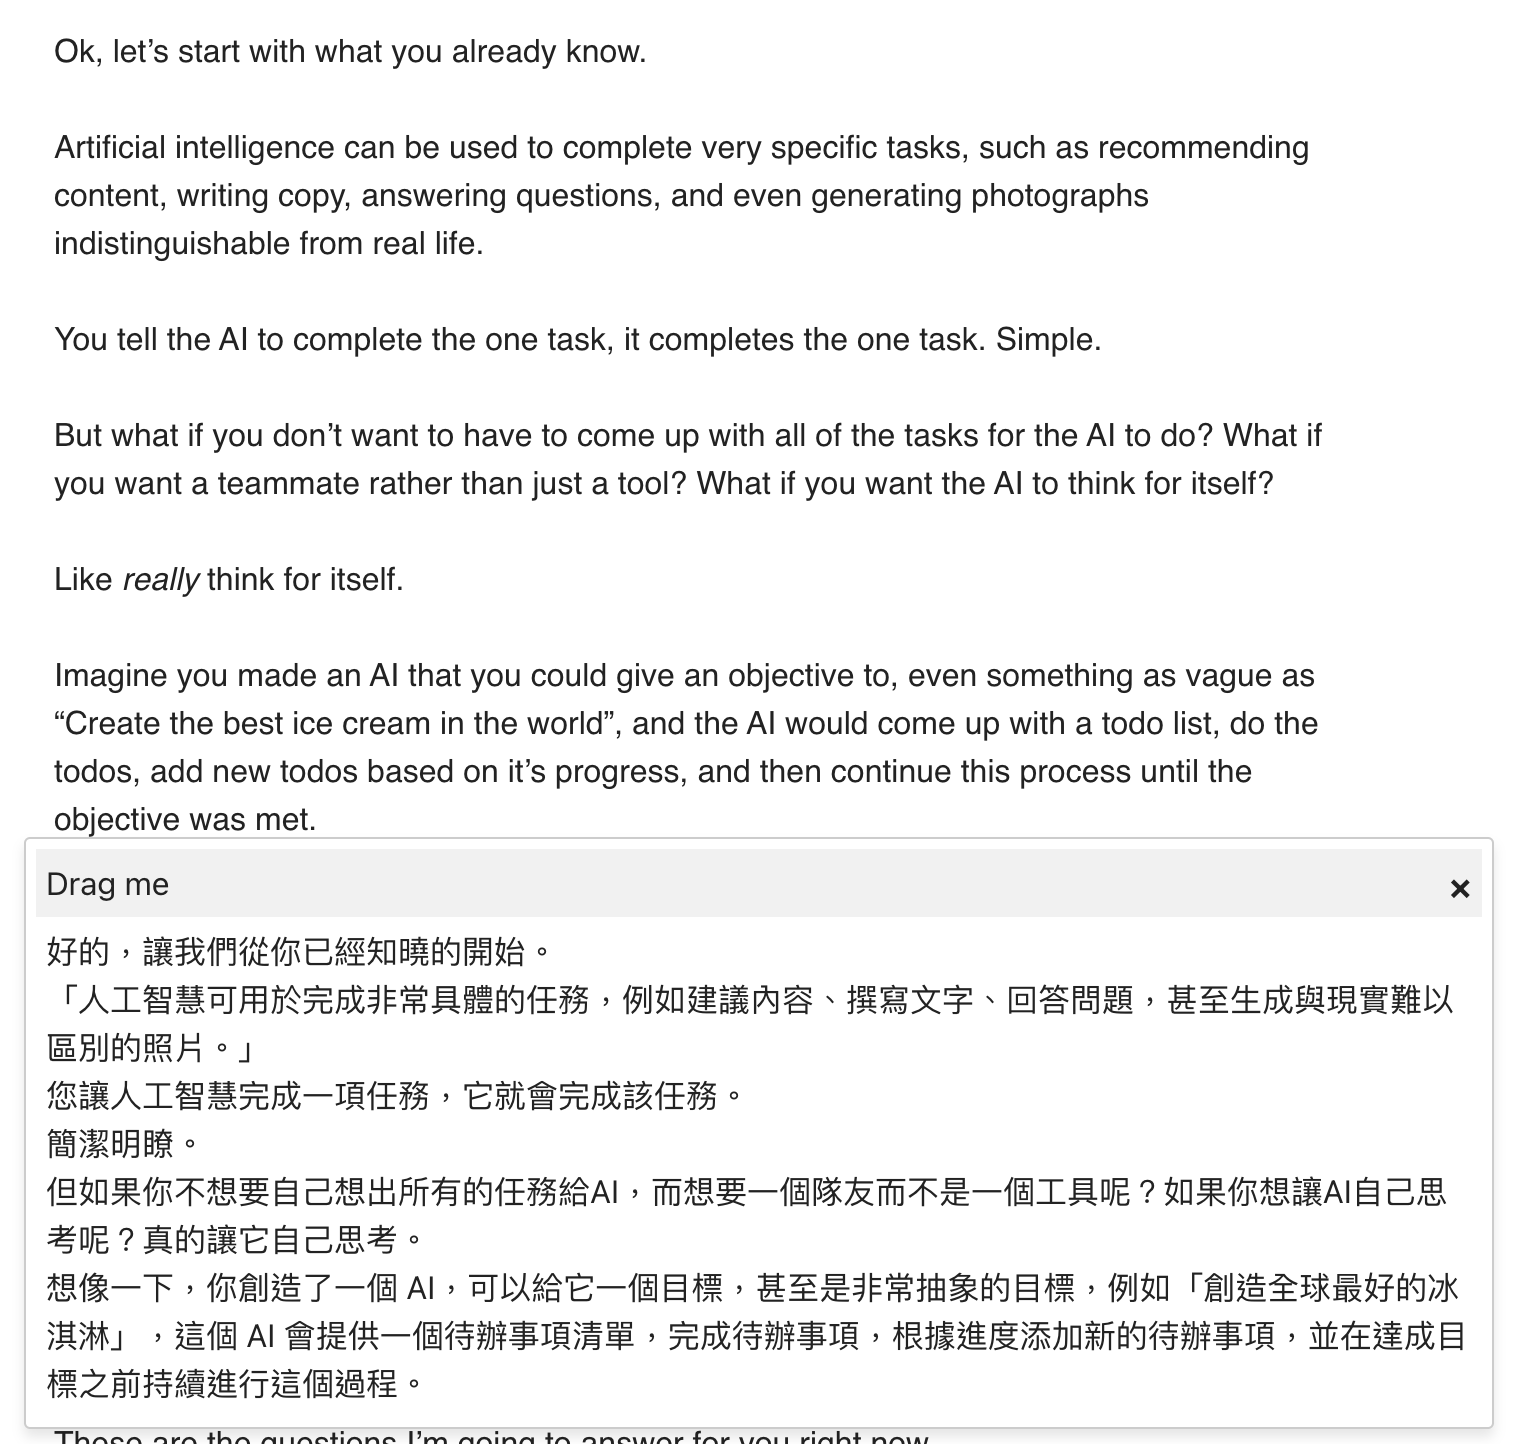 Ok, let’s start with what you already know.
Artificial intelligence can be used to complete very specific tasks, such as recommending
content, writing copy, answering questions, and even generating photographs
indistinguishable from real life.
You tell the AI to complete the one task, it completes the one task. Simple.
But what if you don’t want to have to come up with all of the tasks for the AI to do? What if
you want a teammate rather than just a tool? What if you want the AI to think for itself?
Like really think for itself.
Imagine you made an AI that you could give an objective to, even something as vague as
“Create the best ice cream in the world”, and the AI would come up with a todo list, do the
todos, add new todos based on it’s progress, and then continue this process until the
objective was met.
Drag me ×
好的，讓我們從你已經知曉的開始。
「人工智慧可用於完成非常具體的任務，例如建議內容、撰寫文字、回答問題，甚至生成與現實難以
區別的照片。」
您讓人工智慧完成一項任務，它就會完成該任務。
簡潔明瞭。
但如果你不想要自己想出所有的任務給AI，而想要一個隊友而不是一個工具呢？如果你想讓AI自己思
考呢？真的讓它自己思考。
想像一下，你創造了一個 AI，可以給它一個目標，甚至是非常抽象的目標，例如「創造全球最好的冰
淇淋」，這個 AI 會提供一個待辦事項清單，完成待辦事項，根據進度添加新的待辦事項，並在達成目
標之前持續進行這個過程。
These are the questions I’m going to answer for you right now